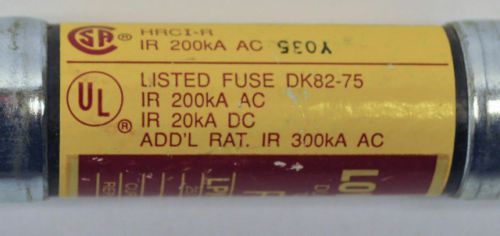 SA ® HRCI-R
IR 200kA AC Y035
LISTED FUSE DK82-75
UL ® IR 200kA AC
IR 20kA DC
ADD'L RAT. IR 300kA AC